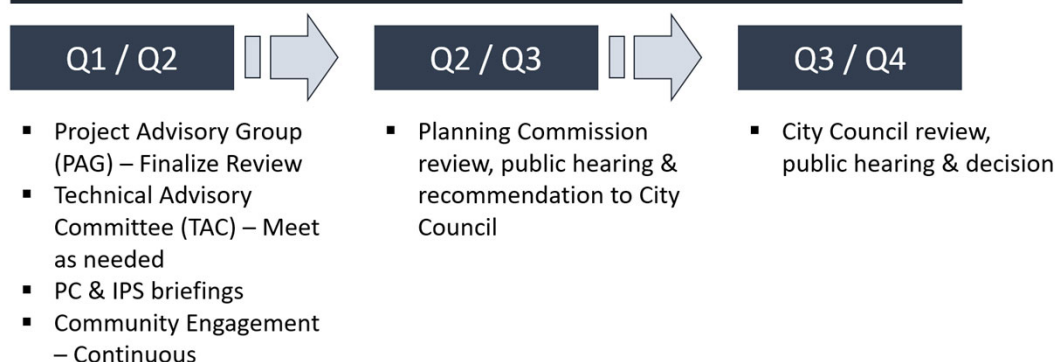 Q1 / Q2
▪ Project Advisory Group
(PAG) – Finalize Review
▪ Technical Advisory
Committee (TAC) – Meet
as needed
▪ PC & IPS briefings
▪ Community Engagement
– Continuous
Q2 / Q3
▪ Planning Commission
review, public hearing &
recommendation to City
Council
Q3 / Q4
▪ City Council review,
public hearing & decision